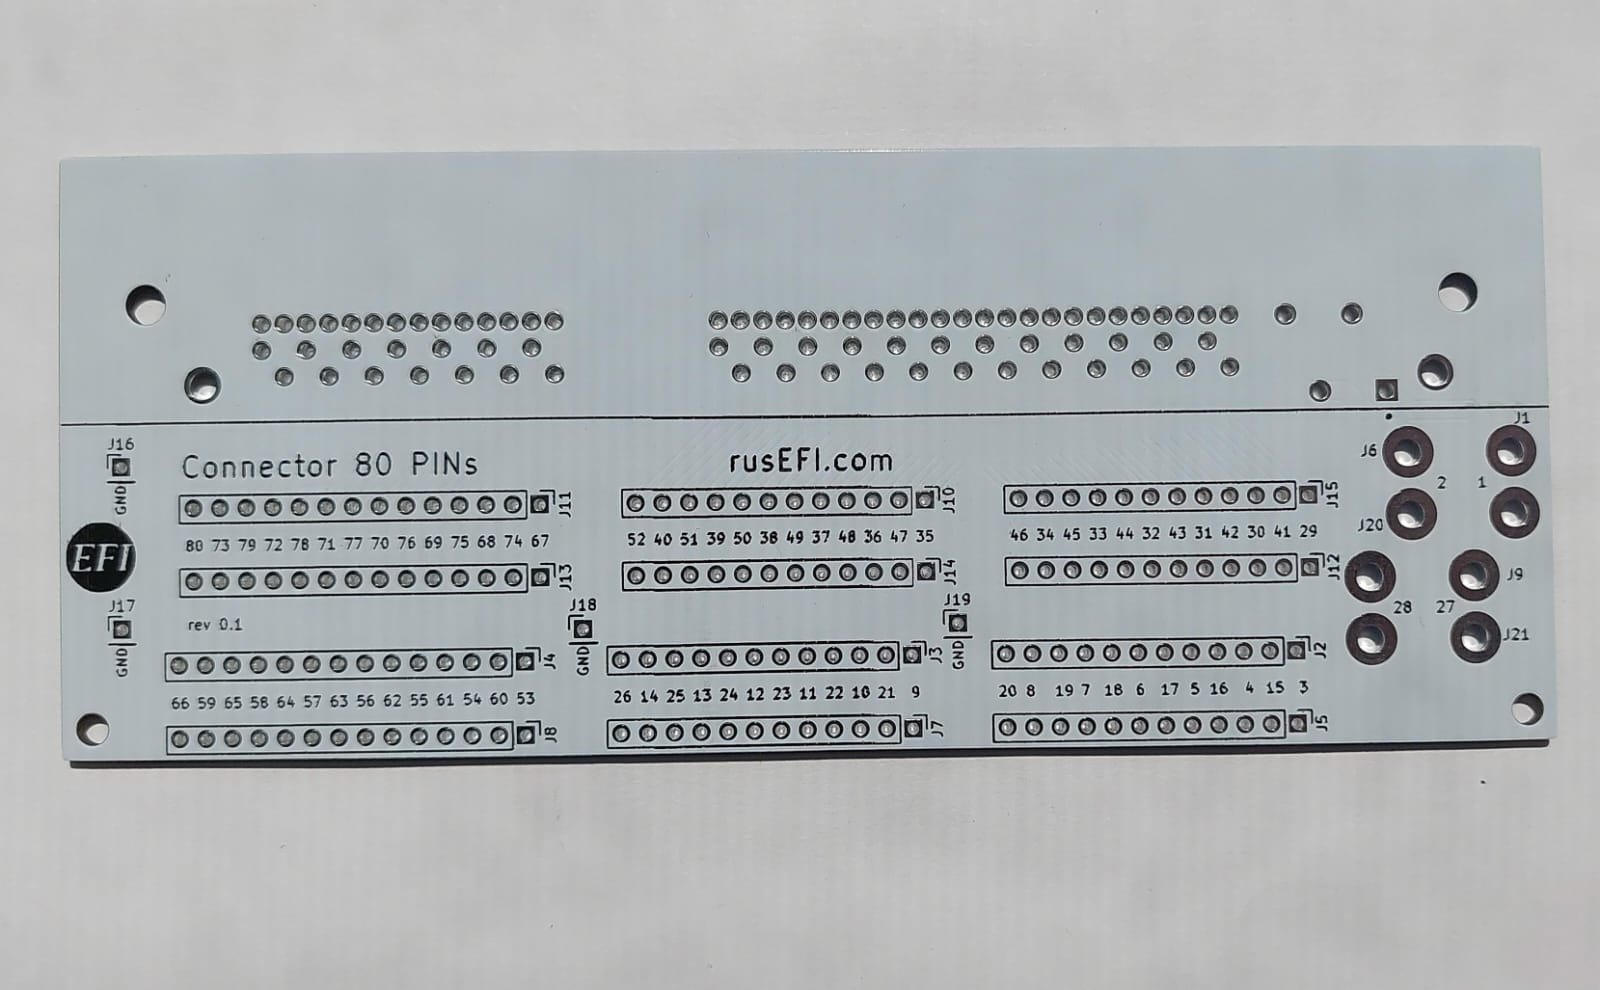 J16
GND
Connector 80 PINs
rusEFI.com
J1
J6
2
1
J20
J11
J10
J15
80 73 79 72 78 71 77 70 76 69 75 68 74 67
52 40 51 39 50 38 49 37 48 36 47 35
46 34 45 33 44 32 43 31 42 30 41 29
EFI
J13
J14
J12
J9
28
27
J21
J17
GND
rev 0.1
J18
GND
J19
GND
J4
J3
J2
66 59 65 58 64 57 63 56 62 55 61 54 60 53
26 14 25 13 24 12 23 11 22 10 21 9
20 8 19 7 18 6 17 5 16 4 15 3
J8
J7
J5